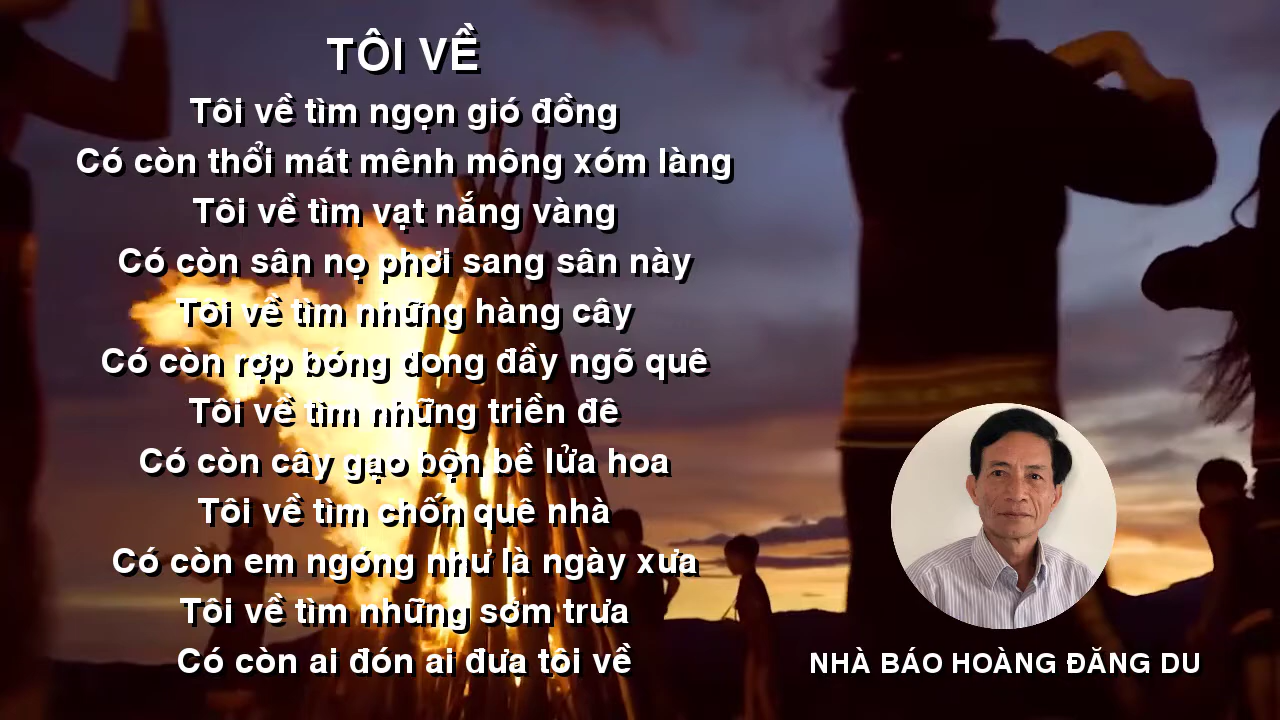 TÔI VỀ
Tôi về tìm ngọn gió đồng
Có còn thổi mát mênh mông xóm làng
Tôi về tìm vạt nắng vàng
Có còn sân nọ phơi sang sân này
Tôi về tìm những hàng cây
Có còn rợp bóng dong đầy ngõ quê
Tôi về tìm những triền đê
Có còn cây gạo bộn bề lửa hoa
Tôi về tìm chốn quê nhà
Có còn em ngóng như là ngày xưa
Tôi về tìm những sớm trưa
Có còn ai đón ai đưa tôi về
NHÀ BÁO HOÀNG ĐĂNG DU